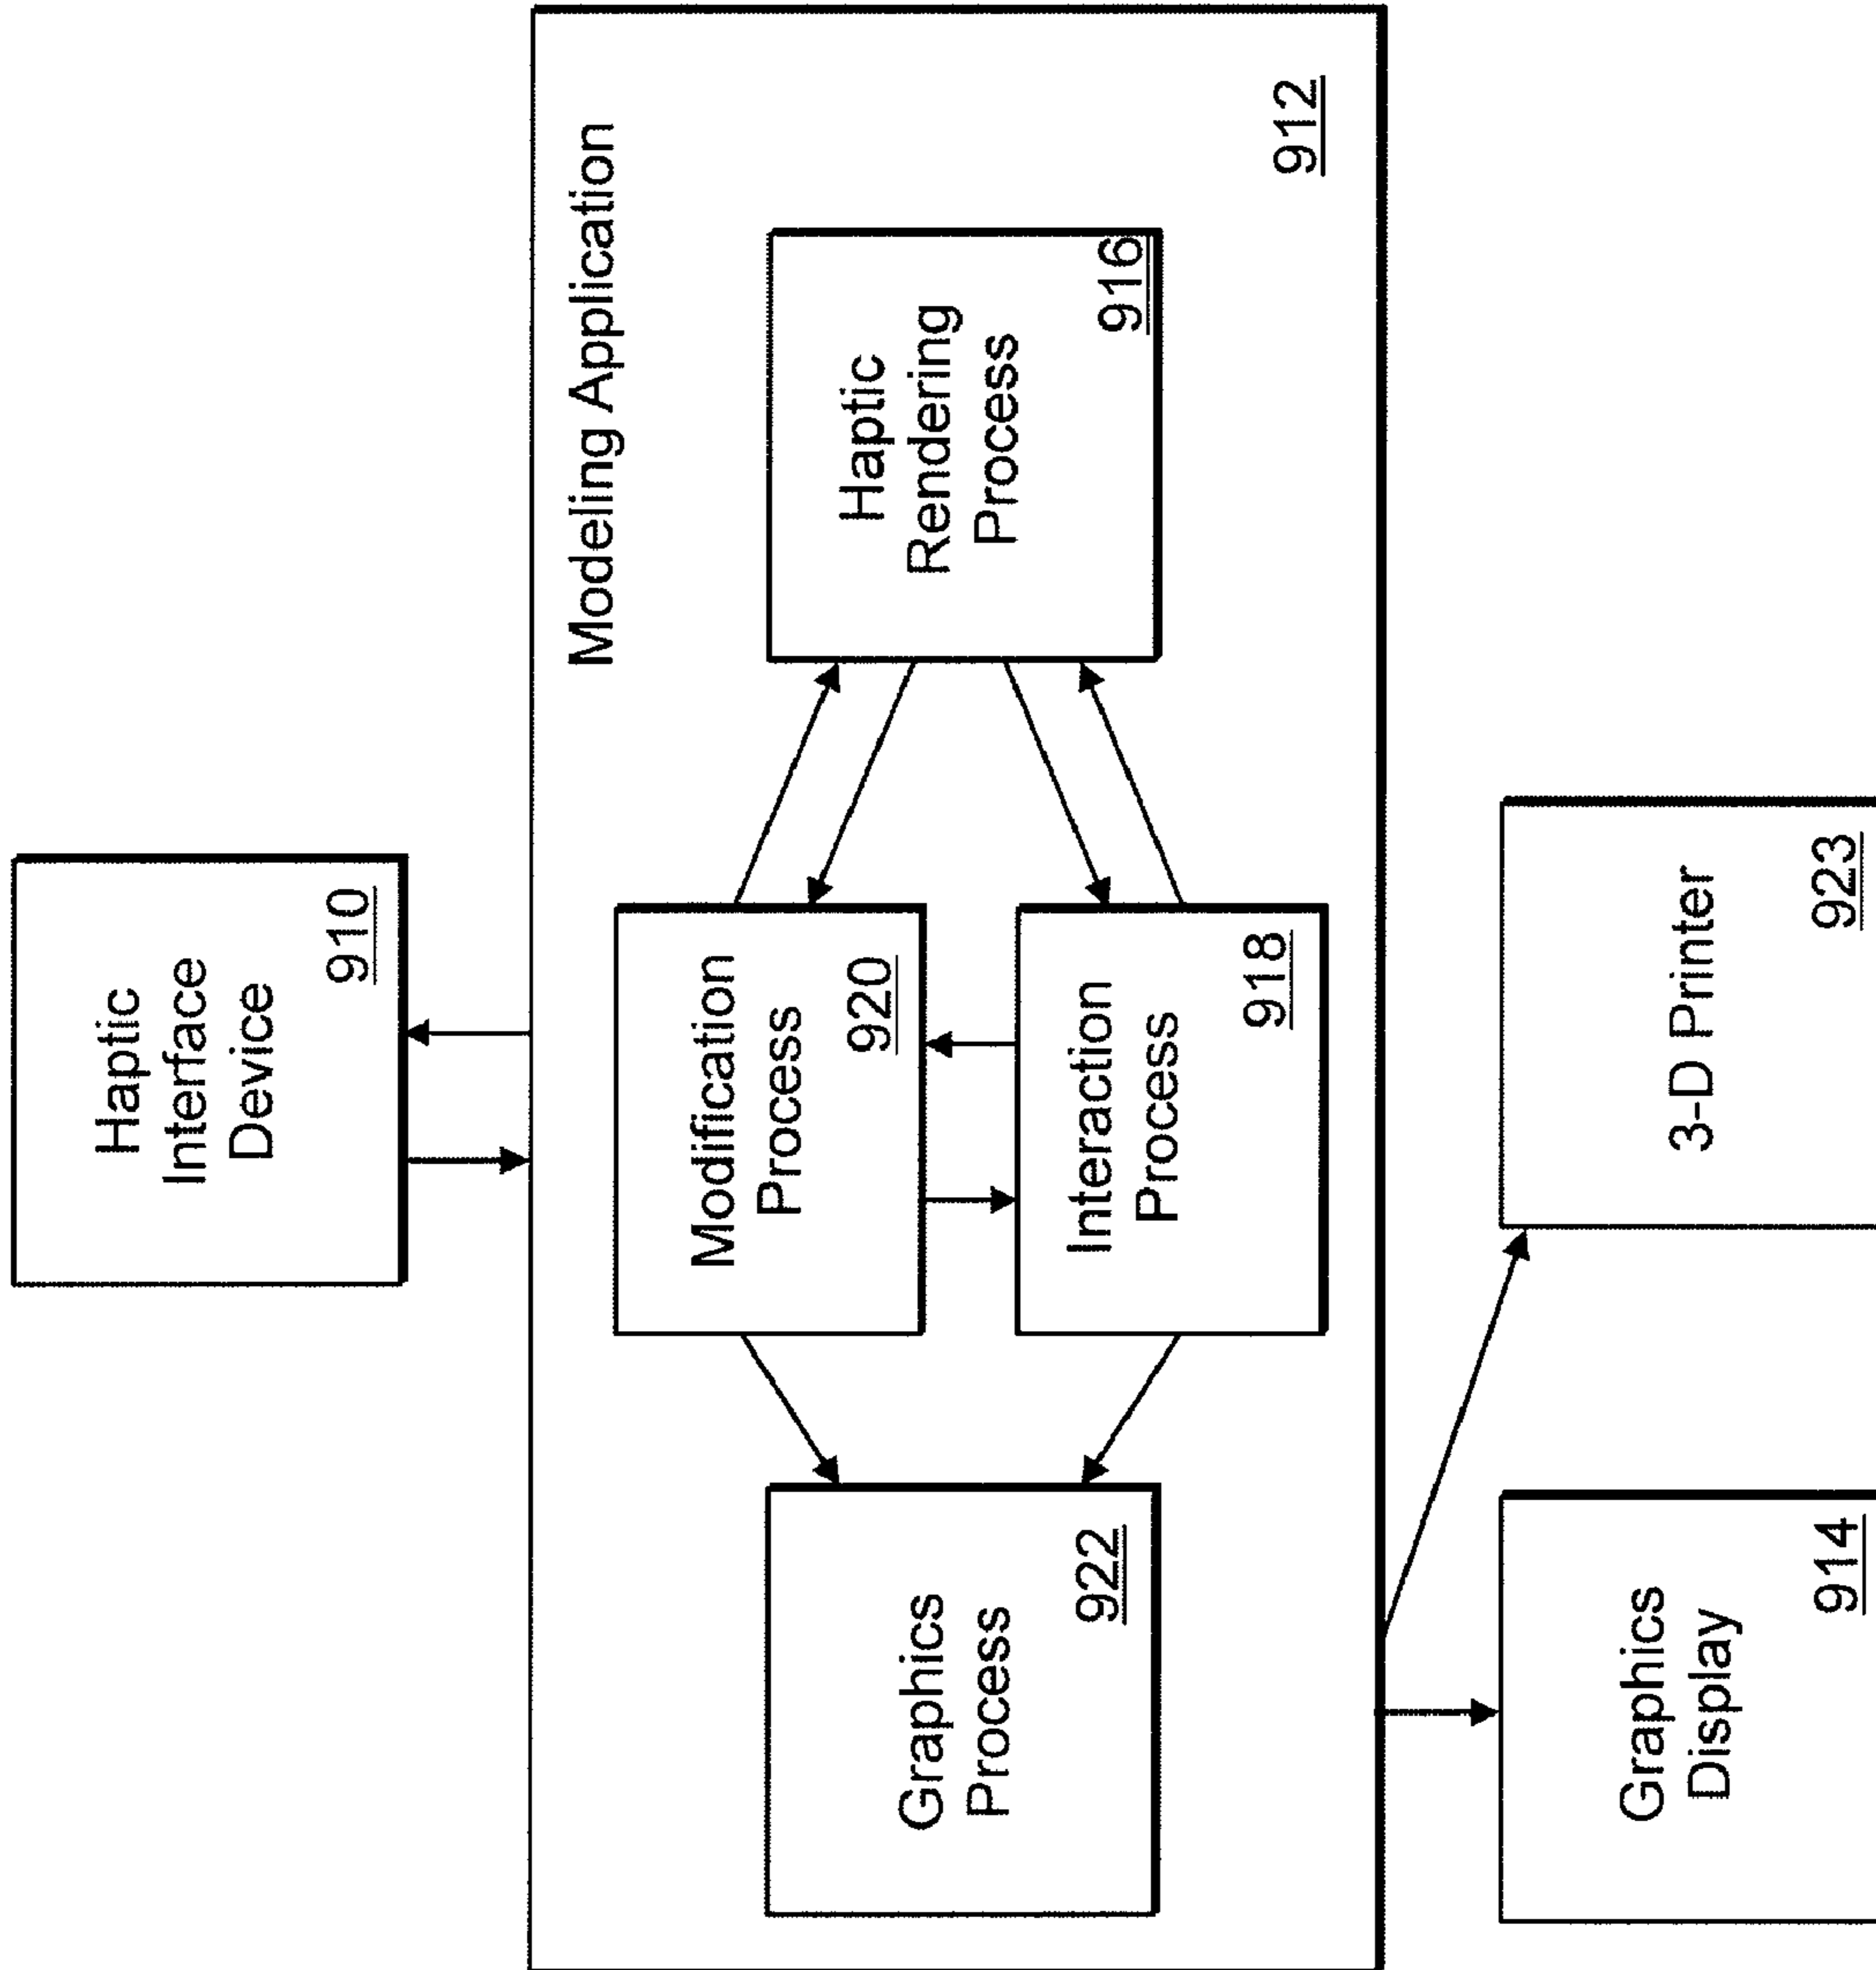 Haptic
Interface
Device
910
Modeling Application
Modification
Process
920
Haptic
Rendering
Process
916
Graphics
Process
922
Interaction
Process
918
912
Graphics
Display
914
3-D Printer
923